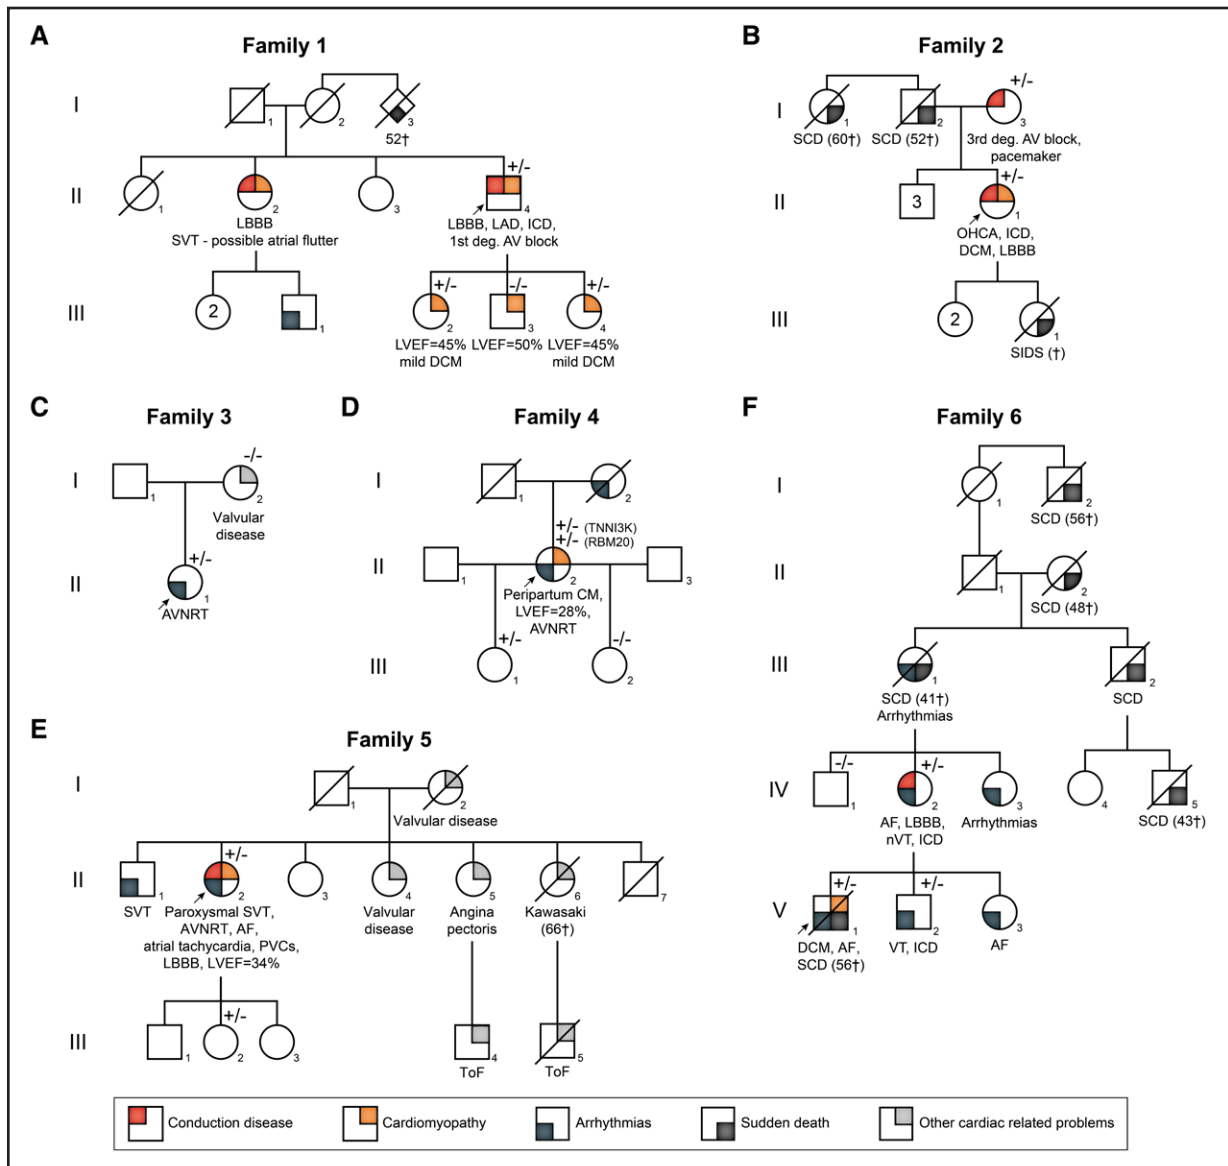 A
Family 1
I
1
2
3
52†
II
1
2
3
+/-
4
LBBB
SVT - possible atrial flutter
LBBB, LAD, ICD,
1st deg. AV block
III
2
1
+/-
2
-/-
3
+/-
4
LVEF=45%
mild DCM
LVEF=50%
LVEF=45%
mild DCM
B
Family 2
I
1
2
+/-
3
SCD (60†)
SCD (52†)
3rd deg. AV block,
pacemaker
II
3
+/-
1
OHCA, ICD,
DCM, LBBB
III
2
1
SIDS (†)
C
Family 3
I
1
-/-
2
Valvular
disease
II
+/-
1
AVNRT
D
Family 4
I
1
2
+/- (TNNI3K)
+/- (RBM20)
II
1
2
3
Peripartum CM,
LVEF=28%,
AVNRT
III
+/-
1
-/-
2
E
Family 5
I
1
2
Valvular disease
II
1
+/-
2
3
4
5
6
7
SVT
Paroxysmal SVT,
AVNRT, AF,
atrial tachycardia, PVCs,
LBBB, LVEF=34%
Valvular
disease
Angina
pectoris
Kawasaki
(66†)
III
1
+/-
2
3
4
5
ToF
ToF
F
Family 6
I
1
2
SCD (56†)
II
1
2
SCD (48†)
III
1
2
SCD (41†)
Arrhythmias
SCD
IV
-/-
1
+/-
2
3
4
5
AF, LBBB,
nVT, ICD
Arrhythmias
SCD (43†)
V
+/-
1
+/-
2
3
DCM, AF,
SCD (56†)
VT, ICD
AF
Conduction disease
Cardiomyopathy
Arrhythmias
Sudden death
Other cardiac related problems